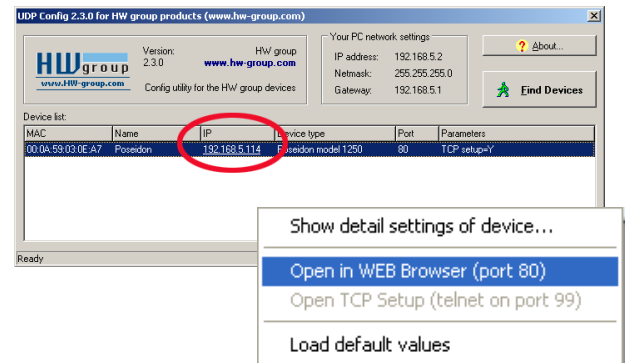 UDP Config 2.3.0 for HW group products (www.hw-group.com)
HWgroup
www.HW-group.com
Version: HW group
2.3.0 www.hw-group.com
Config utility for the HW group devices
Your PC network settings
IP address: 192.168.5.2
Netmask: 255.255.255.0
Gateway: 192.168.5.1
? About...
Find Devices
Device list:
MAC Name IP Device type Port Parameters
00:0A:59:03:0E:A7 Poseidon 192.168.5.114 Poseidon model 1250 80 TCP setup=Y
Ready
Show detail settings of device...
Open in WEB Browser (port 80)
Open TCP Setup (telnet on port 99)
Load default values